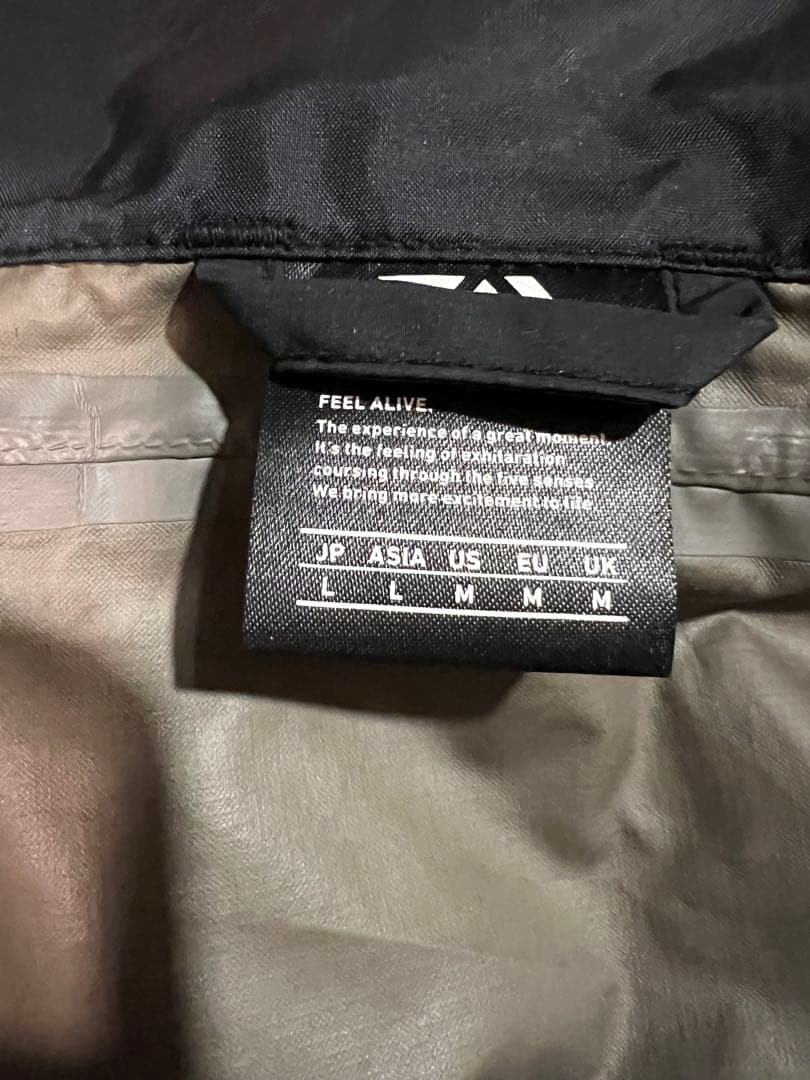 FEEL ALIVE.
The experience of a great moment.
It's the feeling of exhilaration
coursing through the live senses.
We bring more excitement to life.
JP ASIA US EU UK
L L M M M